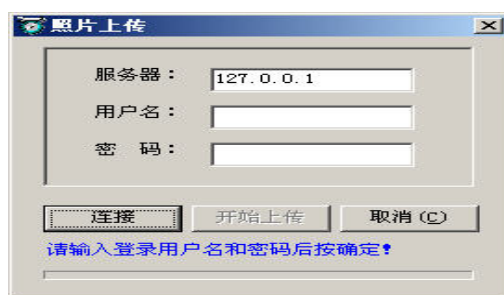 照片上传
服务器：
127.0.0.1
用户名：
密 码：
连接 开始上传 取消(C)
请输入登录用户名和密码后按确定!